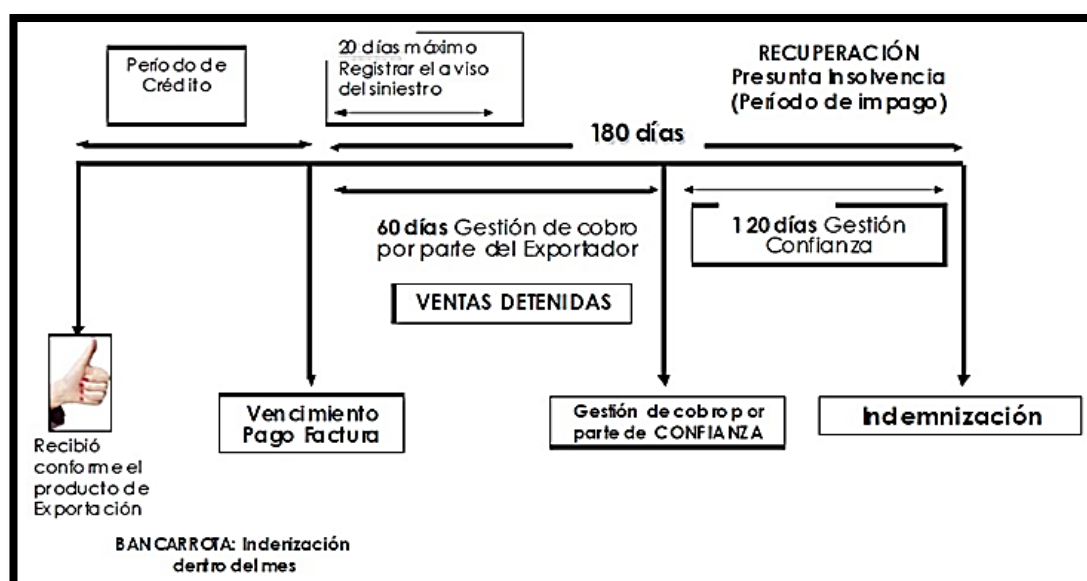 Período de
Crédito
20 días máximo
Registrar el aviso
del siniestro
RECUPERACIÓN
Presunta Insolvencia
(Período de impago)
180 días
60 días Gestión de cobro
por parte del Exportador
120 días Gestión
Confianza
VENTAS DETENIDAS
Vencimiento
Pago Factura
Gestión de cobro por
parte de CONFIANZA
Indemnización
Recibió
conforme el
producto de
Exportación
BANCARROTA: Inderización
dentro del mes